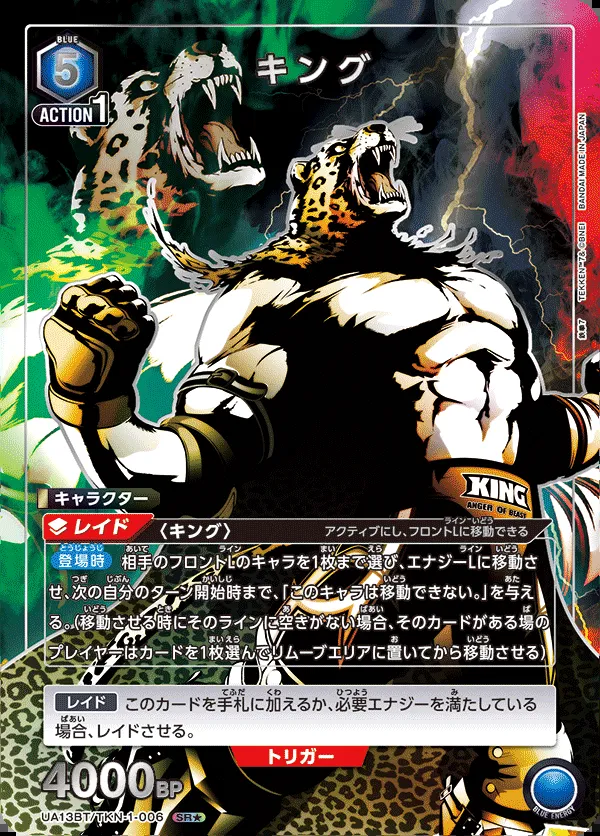 BLUE
5
キング
ACTION 1
鉄拳7 TEKKEN™7& ©BNEI BANDAI MADE IN JAPAN
KING
ANGER OF BEAST
キャラクター
レイド 〈キング〉 アクティブにし、フロントLに移動できる
登場時 相手のフロントLのキャラを1枚まで選び、エナジーLに移動さ
せ、次の自分のターン開始時まで、「このキャラは移動できない。」を与え
る。(移動させる時にそのラインに空きがない場合、そのカードがある場の
プレイヤーはカードを1枚選んでリムーブエリアに置いてから移動させる)
レイド このカードを手札に加えるか、必要エナジーを満たしている
場合、レイドさせる。
トリガー
4000BP
UA13BT/TKN-1-006 SR★
BLUE ENERGY